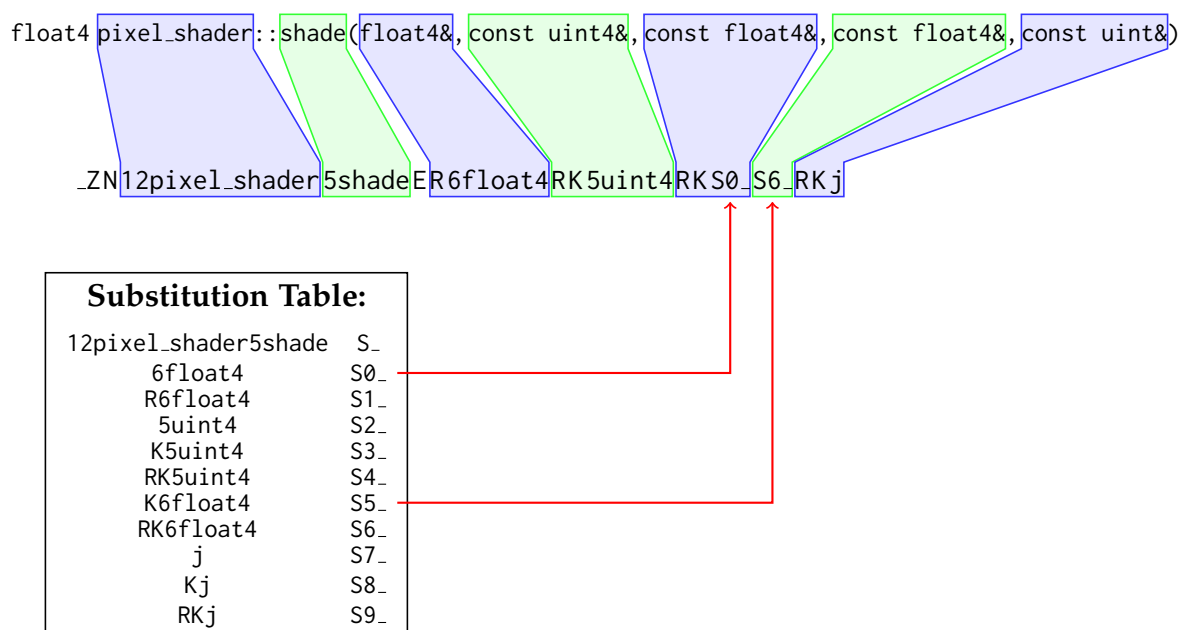 float4 pixel_shader::shade(float4&,const uint4&,const float4&,const float4&,const uint&)
_ZN12pixel_shader5shadeER6float4RK5uint4RKS0_S6_RKj
Substitution Table:
12pixel_shader5shade S_
6float4 S0_
R6float4 S1_
5uint4 S2_
K5uint4 S3_
RK5uint4 S4_
K6float4 S5_
RK6float4 S6_
j S7_
Kj S8_
RKj S9_